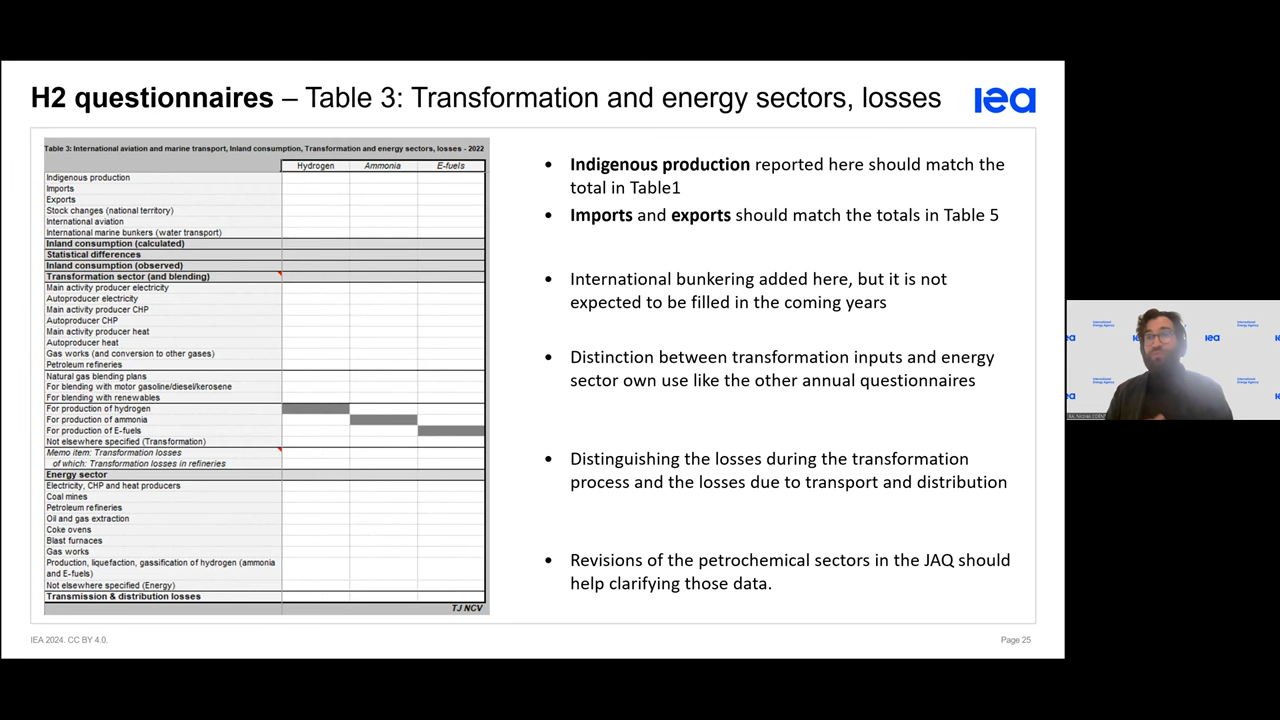 H2 questionnaires – Table 3: Transformation and energy sectors, losses
iea
Table 3: International aviation and marine transport, Inland consumption, Transformation and energy sectors, losses - 2022
Hydrogen Ammonia E-fuels
Indigenous production
Imports
Exports
Stock changes (national territory)
International aviation
International marine bunkers (water transport)
Inland consumption (calculated)
Statistical differences
Inland consumption (observed)
Transformation sector (and blending)
Main activity producer electricity
Autoproducer electricity
Main activity producer CHP
Autoproducer CHP
Main activity producer heat
Autoproducer heat
Gas works (and conversion to other gases)
Petroleum refineries
Natural gas blending plans
For blending with motor gasoline/diesel/kerosene
For blending with renewables
For production of hydrogen
For production of ammonia
For production of E-fuels
Not elsewhere specified (Transformation)
Memo item: Transformation losses
of which: Transformation losses in refineries
Energy sector
Electricity, CHP and heat producers
Coal mines
Petroleum refineries
Oil and gas extraction
Coke ovens
Blast furnaces
Gas works
Production, liquefaction, gassification of hydrogen (ammonia
and E-fuels)
Not elsewhere specified (Energy)
Transmission & distribution losses
TJ NCV
• Indigenous production reported here should match the
total in Table1
• Imports and exports should match the totals in Table 5
• International bunkering added here, but it is not
expected to be filled in the coming years
• Distinction between transformation inputs and energy
sector own use like the other annual questionnaires
• Distinguishing the losses during the transformation
process and the losses due to transport and distribution
• Revisions of the petrochemical sectors in the JAQ should
help clarifying those data.
IEA 2024. CC BY 4.0.
Page 25
International
Energy Agency
iea